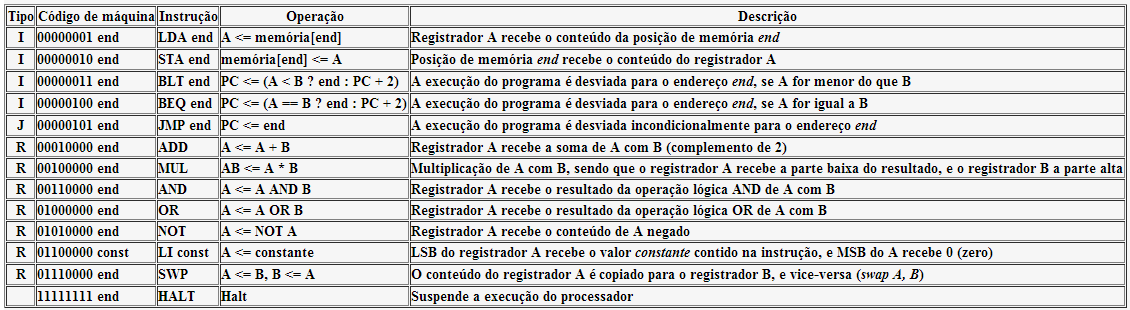 Tipo Código de máquina Instrução Operação Descrição
I 00000001 end LDA end A <= memória[end] Registrador A recebe o conteúdo da posição de memória end
I 00000010 end STA end memória[end] <= A Posição de memória end recebe o conteúdo do registrador A
I 00000011 end BLT end PC <= (A < B ? end : PC + 2) A execução do programa é desviada para o endereço end, se A for menor do que B
I 00000100 end BEQ end PC <= (A == B ? end : PC + 2) A execução do programa é desviada para o endereço end, se A for igual a B
J 00000101 end JMP end PC <= end A execução do programa é desviada incondicionalmente para o endereço end
R 00010000 end ADD A <= A + B Registrador A recebe a soma de A com B (complemento de 2)
R 00100000 end MUL AB <= A * B Multiplicação de A com B, sendo que o registrador A recebe a parte baixa do resultado, e o registrador B a parte alta
R 00110000 end AND A <= A AND B Registrador A recebe o resultado da operação lógica AND de A com B
R 01000000 end OR A <= A OR B Registrador A recebe o resultado da operação lógica OR de A com B
R 01010000 end NOT A <= NOT A Registrador A recebe o conteúdo de A negado
R 01100000 const LI const A <= constante LSB do registrador A recebe o valor constante contido na instrução, e MSB do A recebe 0 (zero)
R 01110000 end SWP A <= B, B <= A O conteúdo do registrador A é copiado para o registrador B, e vice-versa (swap A, B)
11111111 end HALT Halt Suspende a execução do processador